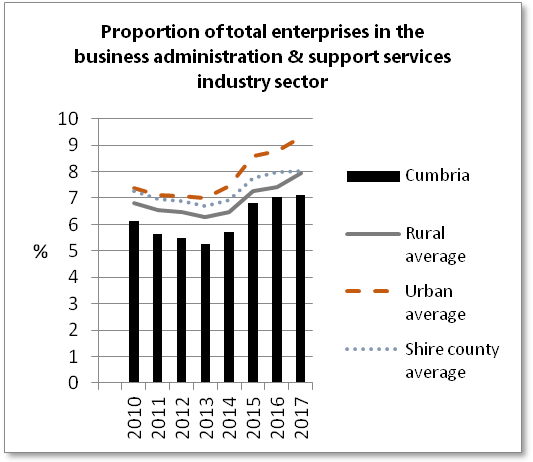 Proportion of total enterprises in the
business administration & support services
industry sector
10
9
8
7
6
5
4
3
2
1
0
%
2010
2011
2012
2013
2014
2015
2016
2017
Cumbria
Rural
average
Urban
average
Shire county
average